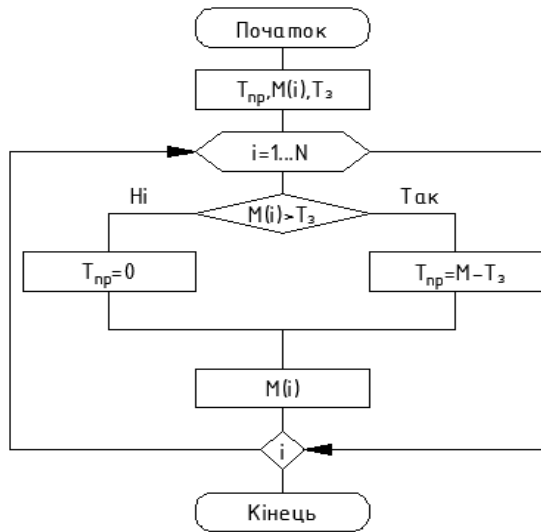 Початок
Tпр,M(i),Tз
i=1...N
Ні
M(i)>Tз
Так
Tпр=0
Tпр=M-Tз
M(i)
i
Кінець